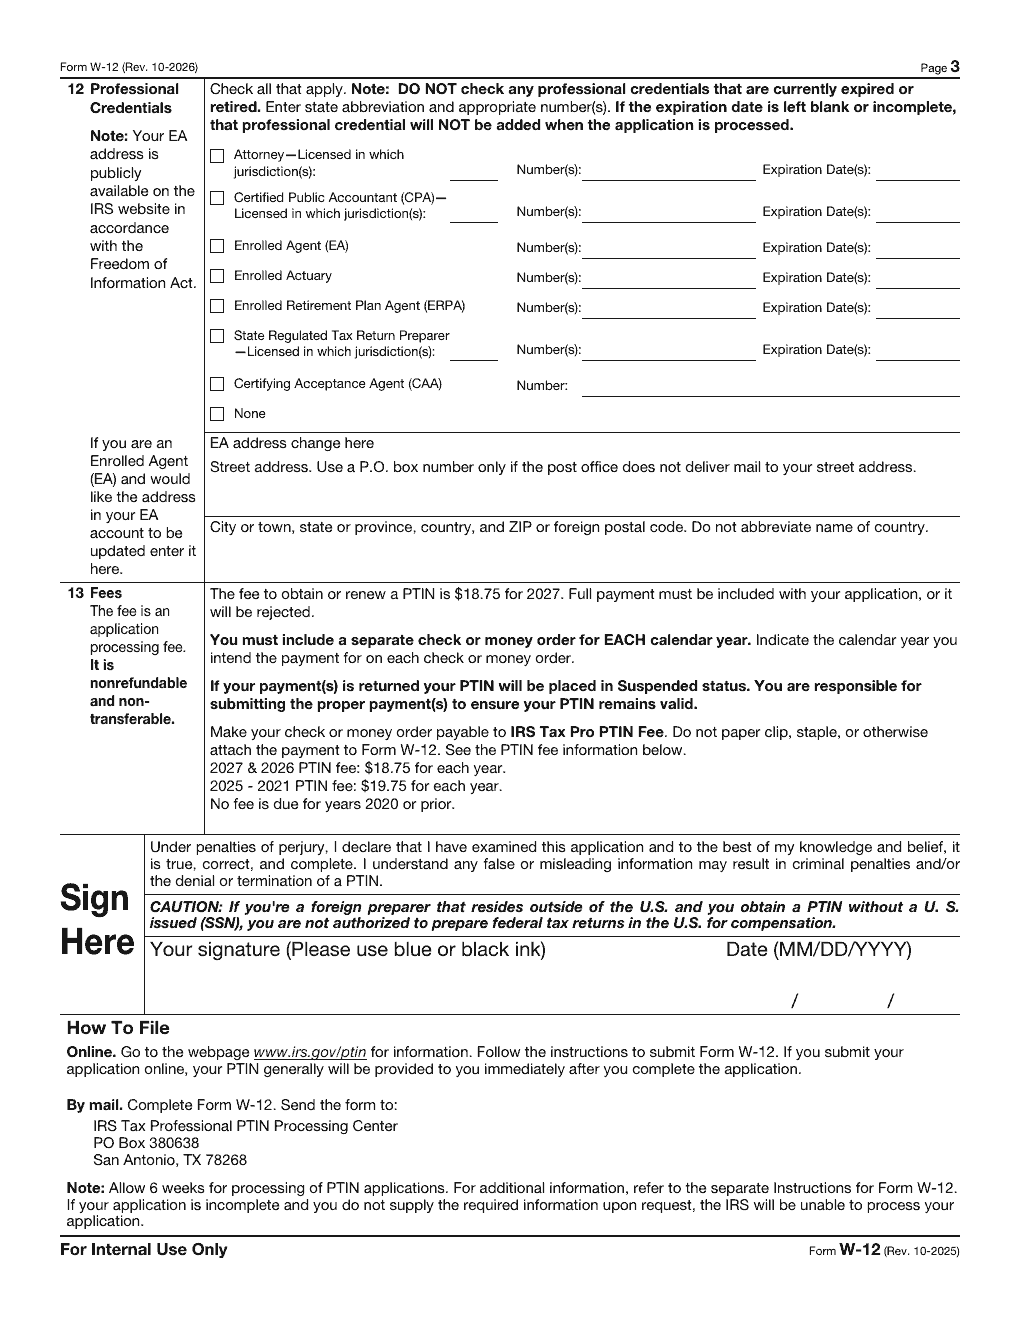 Form W-12 (Rev. 10-2026) Page 3
12 Professional Credentials
Note: Your EA
address is
publicly
available on the
IRS website in
accordance
with the
Freedom of
Information Act.
Check all that apply. Note: DO NOT check any professional credentials that are currently expired or
retired. Enter state abbreviation and appropriate number(s). If the expiration date is left blank or incomplete,
that professional credential will NOT be added when the application is processed.
Attorney—Licensed in which
jurisdiction(s): Number(s): Expiration Date(s):
Certified Public Accountant (CPA)—
Licensed in which jurisdiction(s): Number(s): Expiration Date(s):
Enrolled Agent (EA) Number(s): Expiration Date(s):
Enrolled Actuary Number(s): Expiration Date(s):
Enrolled Retirement Plan Agent (ERPA) Number(s): Expiration Date(s):
State Regulated Tax Return Preparer
—Licensed in which jurisdiction(s): Number(s): Expiration Date(s):
Certifying Acceptance Agent (CAA) Number:
None
If you are an
Enrolled Agent
(EA) and would
like the address
in your EA
account to be
updated enter it
here.
EA address change here
Street address. Use a P.O. box number only if the post office does not deliver mail to your street address.
City or town, state or province, country, and ZIP or foreign postal code. Do not abbreviate name of country.
13 Fees
The fee is an
application
processing fee.
It is
nonrefundable
and non-
transferable.
The fee to obtain or renew a PTIN is $18.75 for 2027. Full payment must be included with your application, or it
will be rejected.
You must include a separate check or money order for EACH calendar year. Indicate the calendar year you
intend the payment for on each check or money order.
If your payment(s) is returned your PTIN will be placed in Suspended status. You are responsible for
submitting the proper payment(s) to ensure your PTIN remains valid.
Make your check or money order payable to IRS Tax Pro PTIN Fee. Do not paper clip, staple, or otherwise
attach the payment to Form W-12. See the PTIN fee information below.
2027 & 2026 PTIN fee: $18.75 for each year.
2025 - 2021 PTIN fee: $19.75 for each year.
No fee is due for years 2020 or prior.
Sign
Here
Under penalties of perjury, I declare that I have examined this application and to the best of my knowledge and belief, it
is true, correct, and complete. I understand any false or misleading information may result in criminal penalties and/or
the denial or termination of a PTIN.
CAUTION: If you're a foreign preparer that resides outside of the U.S. and you obtain a PTIN without a U. S.
issued (SSN), you are not authorized to prepare federal tax returns in the U.S. for compensation.
Your signature (Please use blue or black ink) Date (MM/DD/YYYY)
/ /
How To File
Online. Go to the webpage www.irs.gov/ptin for information. Follow the instructions to submit Form W-12. If you submit your
application online, your PTIN generally will be provided to you immediately after you complete the application.
By mail. Complete Form W-12. Send the form to:
IRS Tax Professional PTIN Processing Center
PO Box 380638
San Antonio, TX 78268
Note: Allow 6 weeks for processing of PTIN applications. For additional information, refer to the separate Instructions for Form W-12.
If your application is incomplete and you do not supply the required information upon request, the IRS will be unable to process your
application.
For Internal Use Only Form W-12 (Rev. 10-2025)